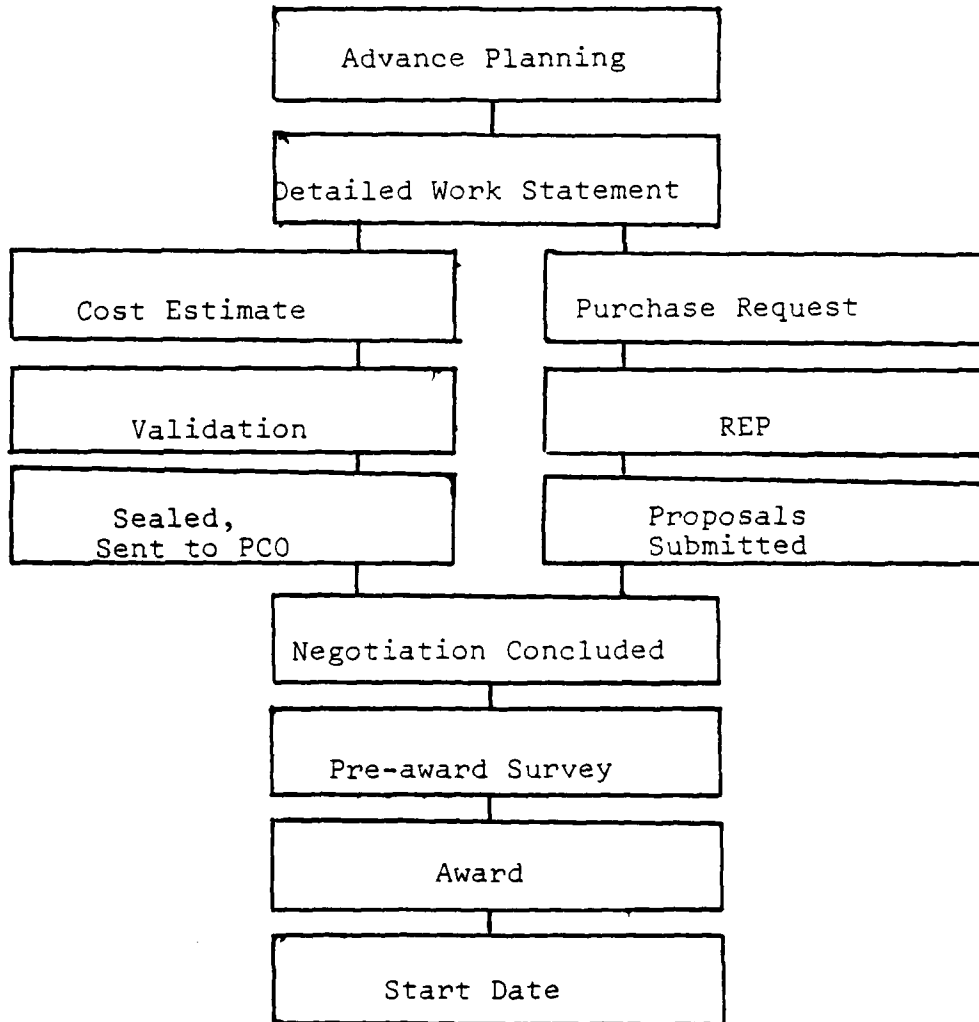 Advance Planning
Detailed Work Statement
Cost Estimate
Purchase Request
Validation
REP
Sealed,
Sent to PCO
Proposals
Submitted
Negotiation Concluded
Pre-award Survey
Award
Start Date